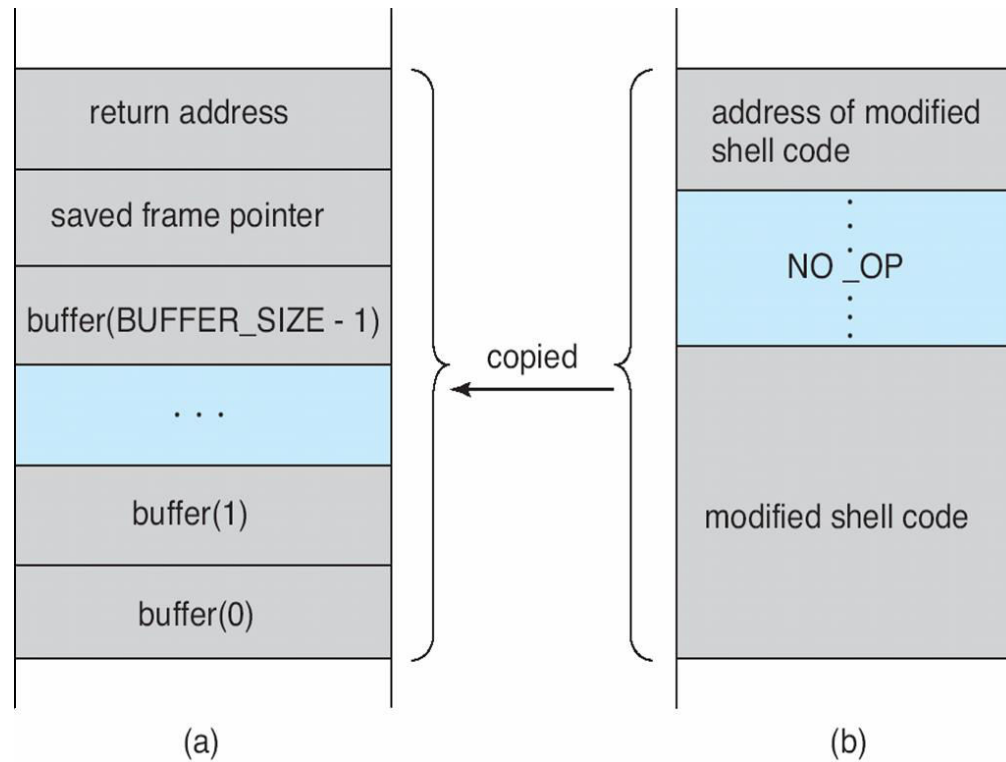 return address
saved frame pointer
buffer(BUFFER_SIZE - 1)
. . .
buffer(1)
buffer(0)
(a)
copied
address of modified
shell code
NO _OP
modified shell code
(b)